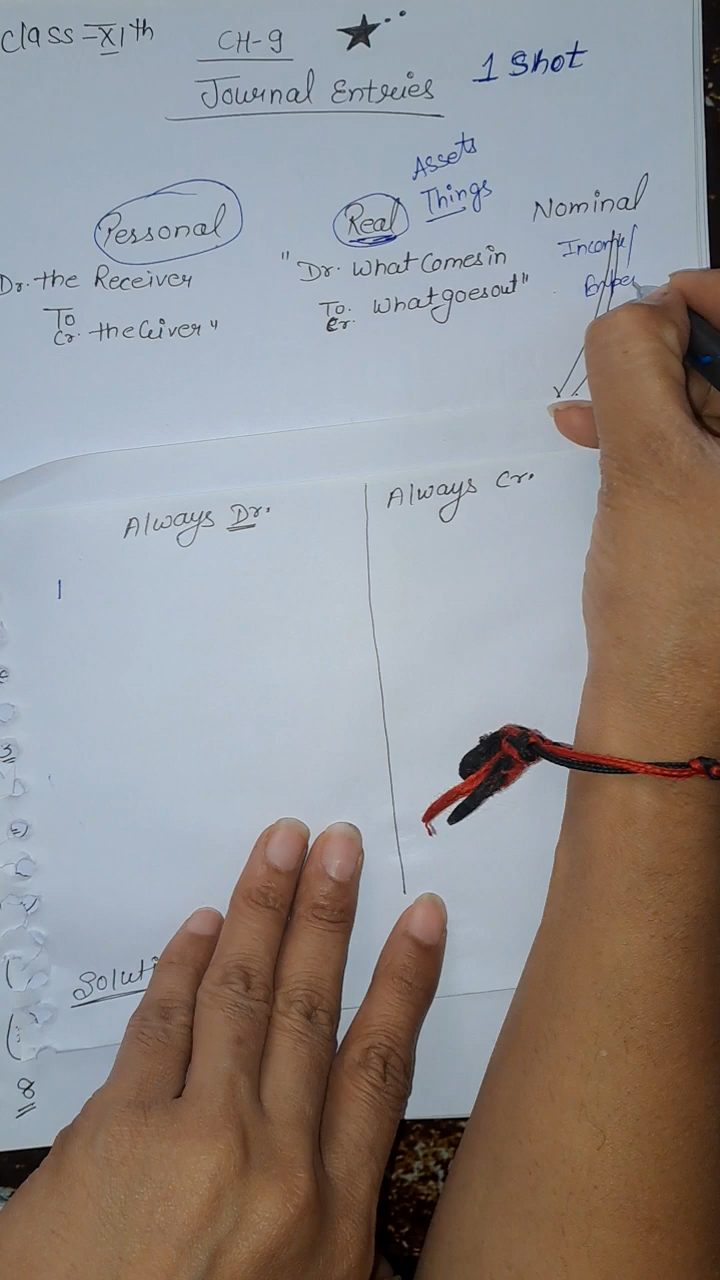 Class = XIth
CH-9
Journal Entries
1 Shot
Personal
Dr. the Receiver
To
Cr. the Giver"
Assets
Things
Real
"Dr. What Comes in
To
Cr. What goes out"
Nominal
Always Dr.
1
Always Cr.